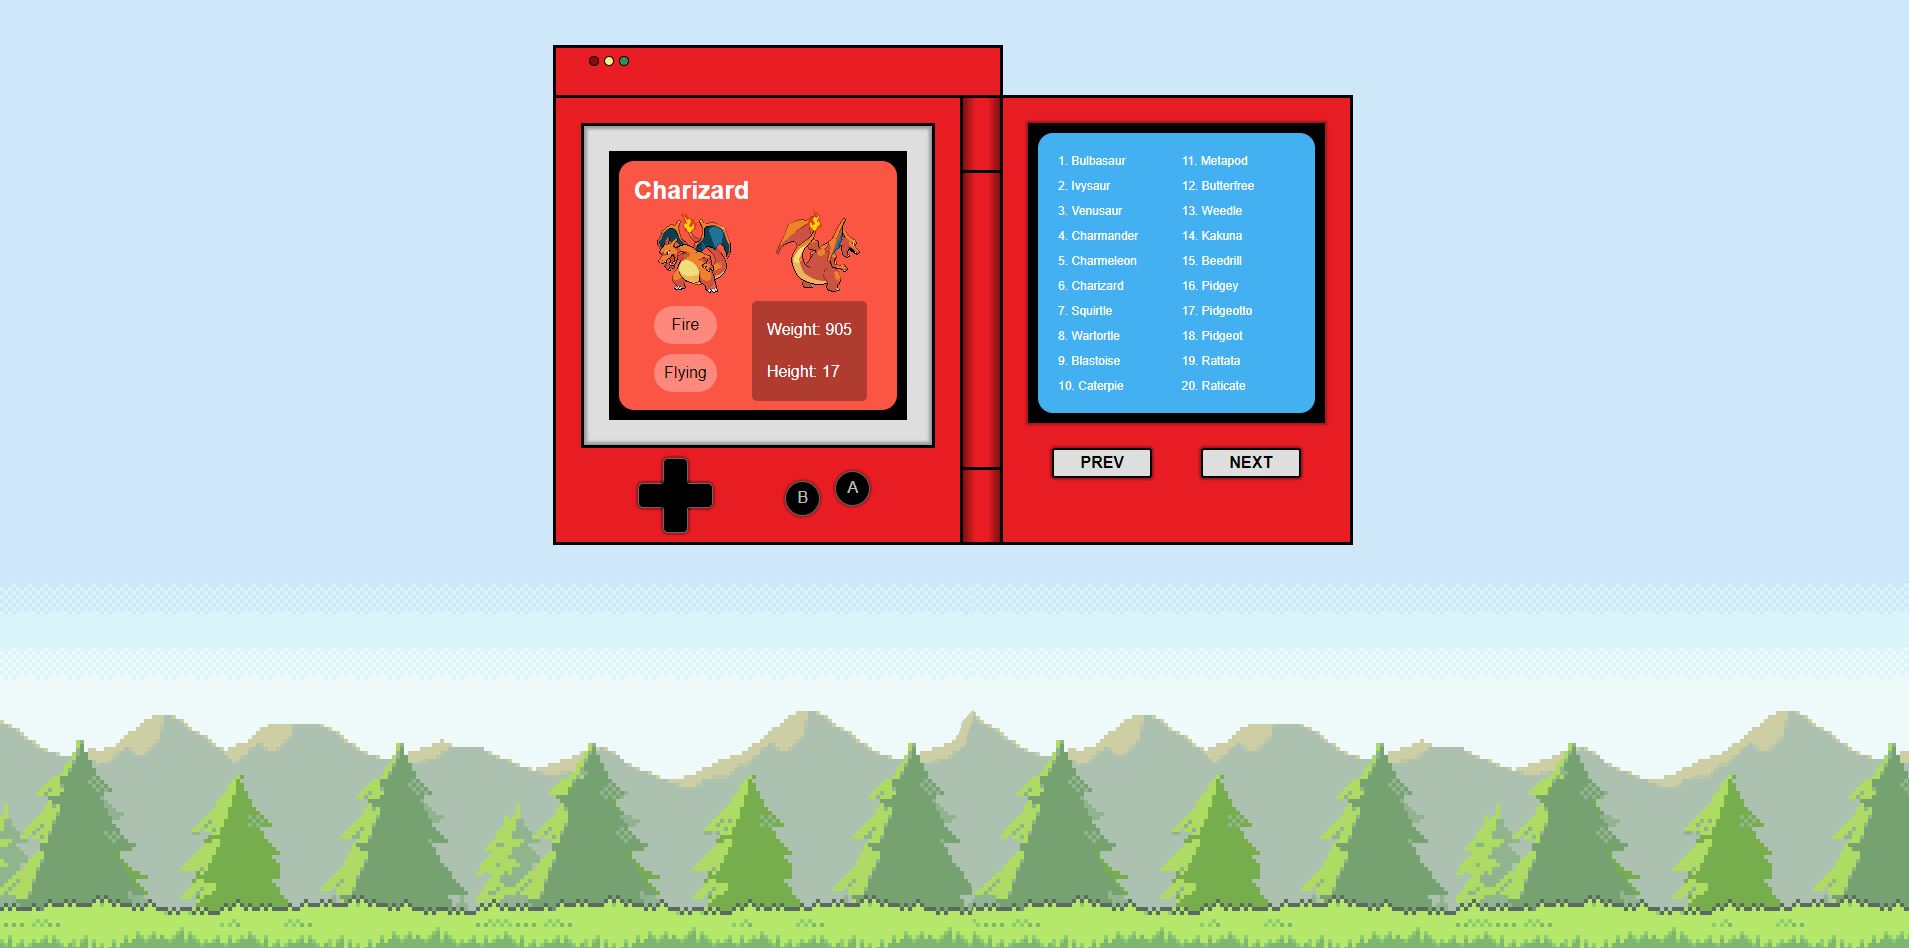 Charizard
Fire
Flying
Weight: 905
Height: 17
B
A
1. Bulbasaur
2. Ivysaur
3. Venusaur
4. Charmander
5. Charmeleon
6. Charizard
7. Squirtle
8. Wartortle
9. Blastoise
10. Caterpie
11. Metapod
12. Butterfree
13. Weedle
14. Kakuna
15. Beedrill
16. Pidgey
17. Pidgeotto
18. Pidgeot
19. Rattata
20. Raticate
PREV
NEXT